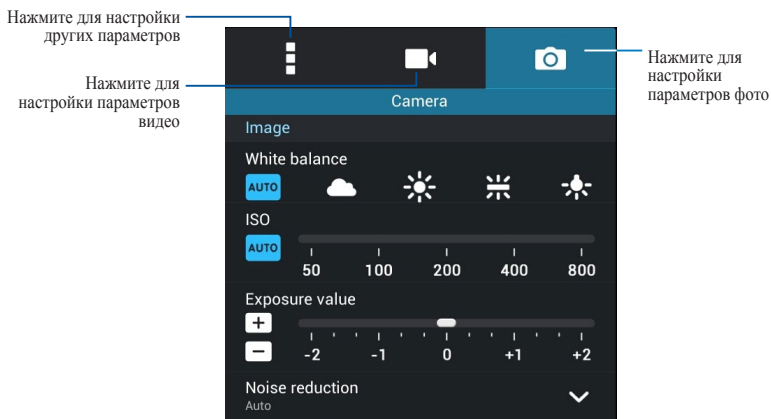 Нажмите для настройки
других параметров
Нажмите для
настройки параметров
видео
Нажмите для
настройки
параметров фото
Camera
Image
White balance
AUTO
ISO
AUTO
50 100 200 400 800
Exposure value
+
−
-2 -1 0 +1 +2
Noise reduction
Auto